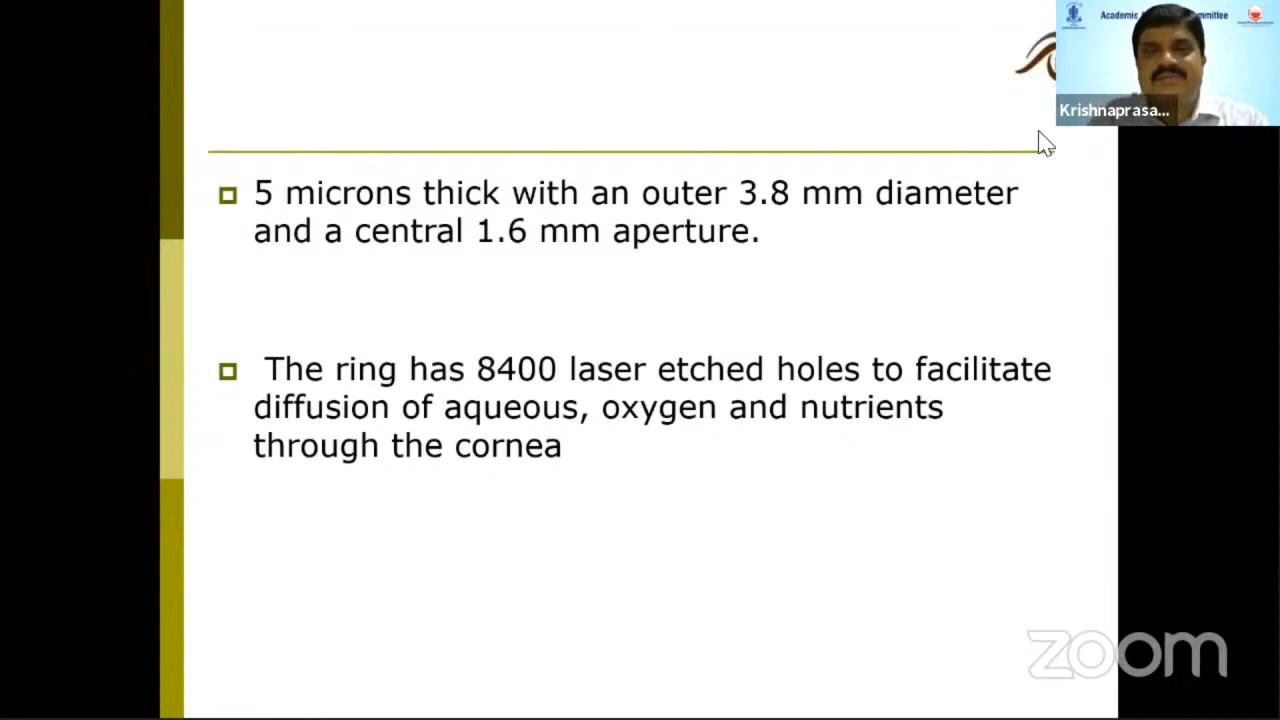 Academic
mmittee
Krishnaprasa...
5 microns thick with an outer 3.8 mm diameter
and a central 1.6 mm aperture.
The ring has 8400 laser etched holes to facilitate
diffusion of aqueous, oxygen and nutrients
through the cornea
zoom